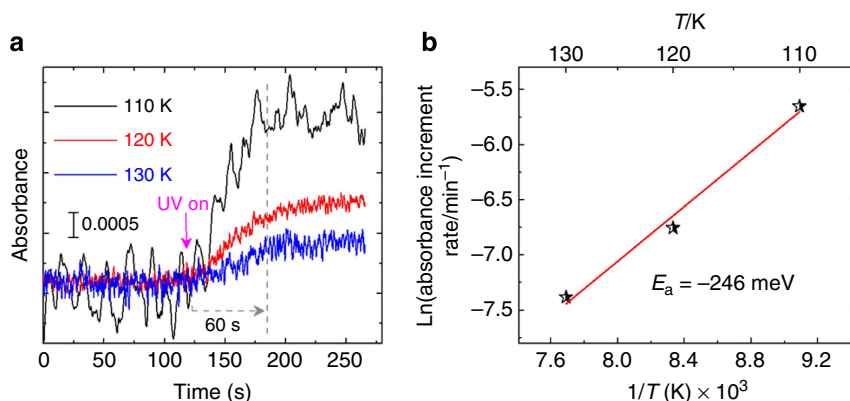 a
110 K
120 K
130 K
UV on
0.0005
60 s
Absorbance
0 50 100 150 200 250
Time (s)
b
T/K
130 120 110
Ln(absorbance increment
rate/min⁻¹)
−5.5
−6.0
−6.5
−7.0
−7.5
Eₐ = −246 meV
7.6 8.0 8.4 8.8 9.2
1/T (K) × 10³